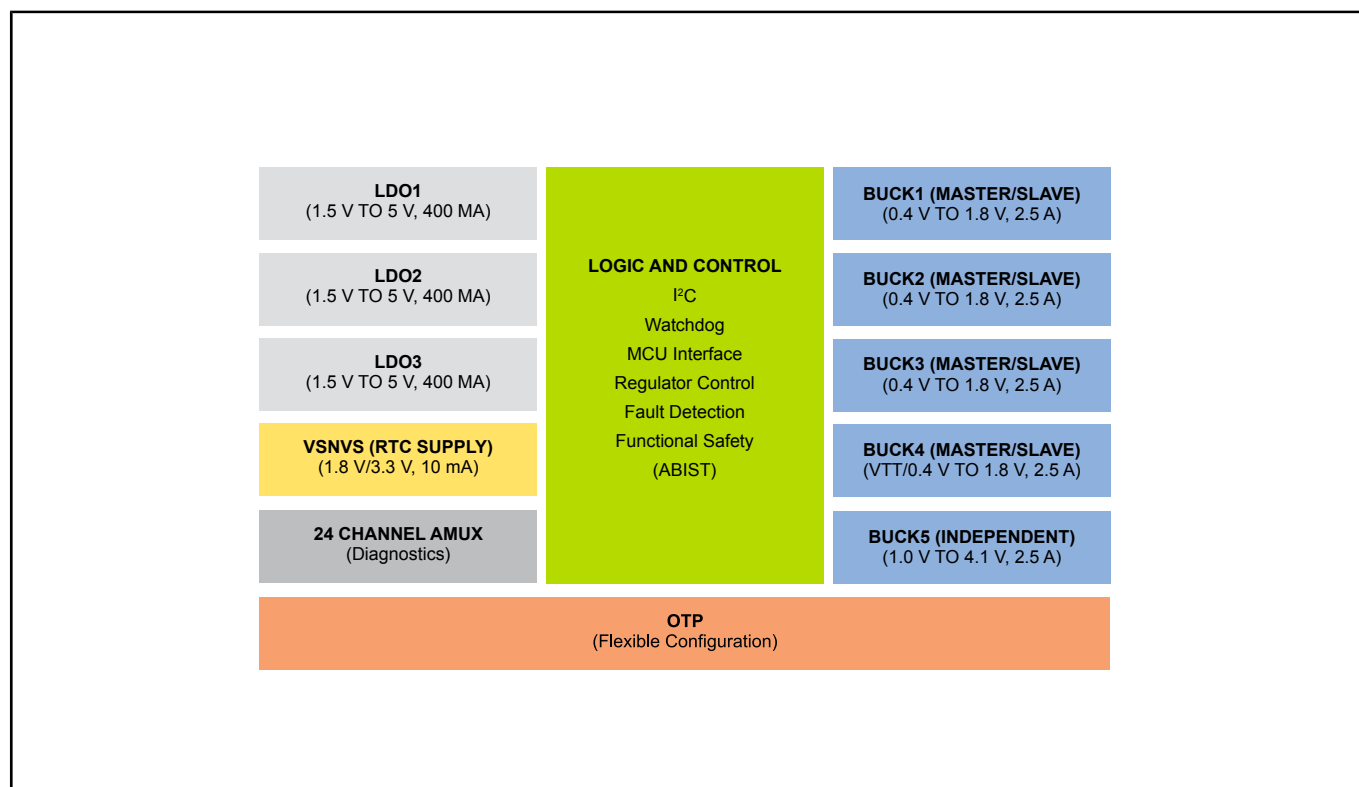 LDO1
(1.5 V TO 5 V, 400 MA)
LDO2
(1.5 V TO 5 V, 400 MA)
LDO3
(1.5 V TO 5 V, 400 MA)
VSNVS (RTC SUPPLY)
(1.8 V/3.3 V, 10 mA)
24 CHANNEL AMUX
(Diagnostics)
LOGIC AND CONTROL
I²C
Watchdog
MCU Interface
Regulator Control
Fault Detection
Functional Safety
(ABIST)
BUCK1 (MASTER/SLAVE)
(0.4 V TO 1.8 V, 2.5 A)
BUCK2 (MASTER/SLAVE)
(0.4 V TO 1.8 V, 2.5 A)
BUCK3 (MASTER/SLAVE)
(0.4 V TO 1.8 V, 2.5 A)
BUCK4 (MASTER/SLAVE)
(VTT/0.4 V TO 1.8 V, 2.5 A)
BUCK5 (INDEPENDENT)
(1.0 V TO 4.1 V, 2.5 A)
OTP
(Flexible Configuration)